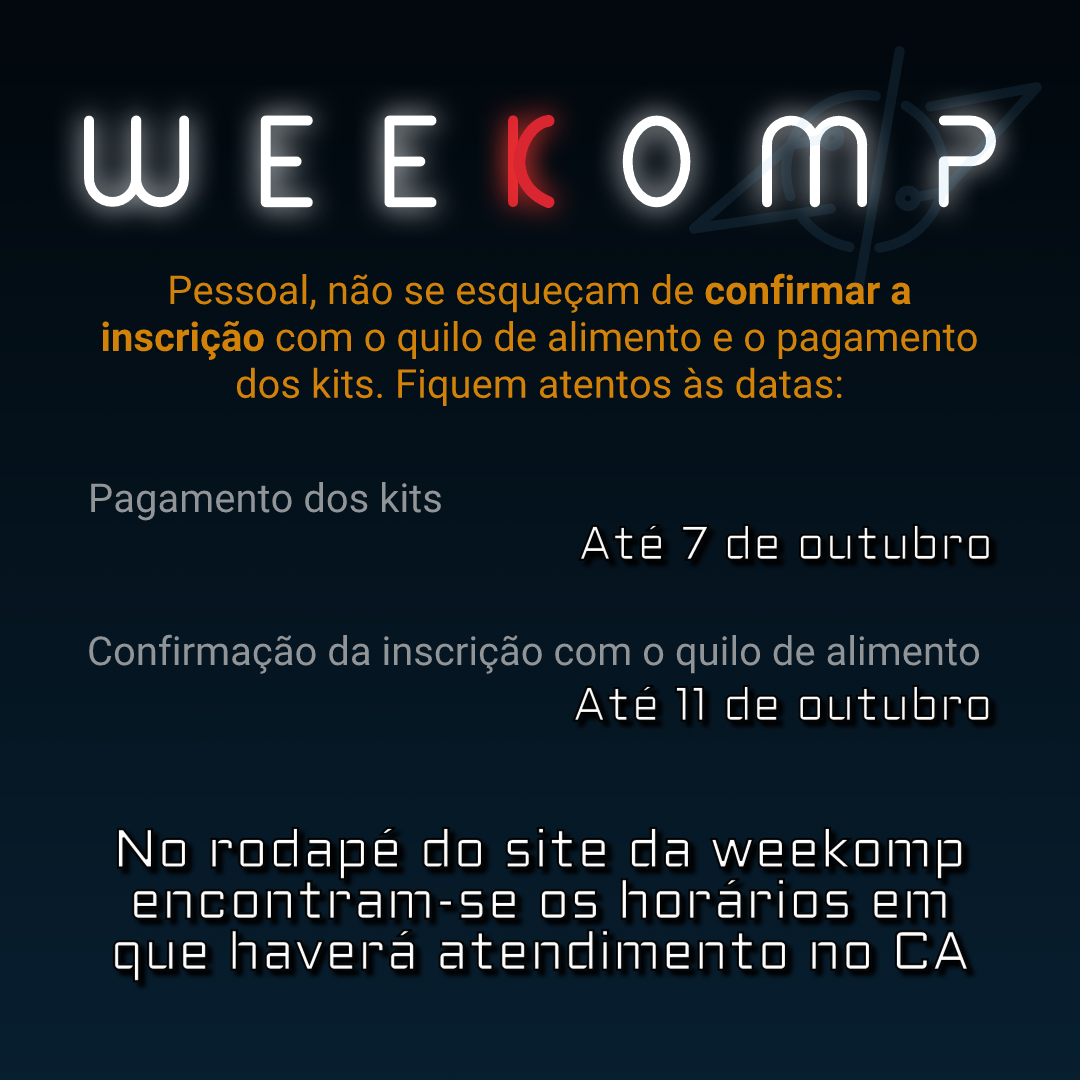 WEEKOMP
Pessoal, não se esqueçam de confirmar a
inscrição com o quilo de alimento e o pagamento
dos kits. Fiquem atentos às datas:
Pagamento dos kits
Até 7 de outubro
Confirmação da inscrição com o quilo de alimento
Até 11 de outubro
No rodapé do site da weekomp
encontram-se os horários em
que haverá atendimento no CA